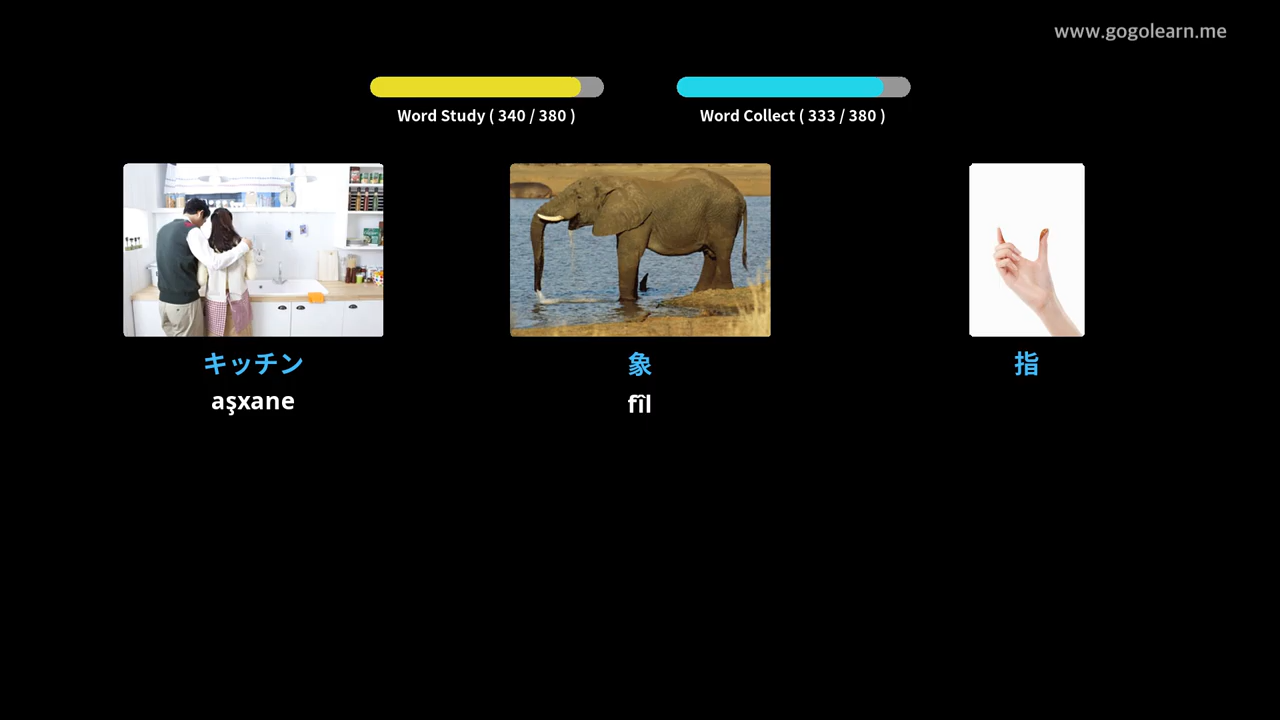 www.gogolearn.me
Word Study ( 340 / 380 )
Word Collect ( 333 / 380 )
キッチン
象
指
aşxane
fîl